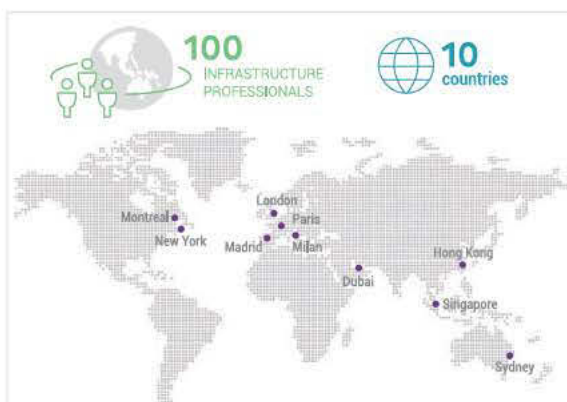 100
INFRASTRUCTURE
PROFESSIONALS
10
countries
London
Montreal
Paris
New York
Madrid
Milan
Hong Kong
Dubai
Singapore
Sydney